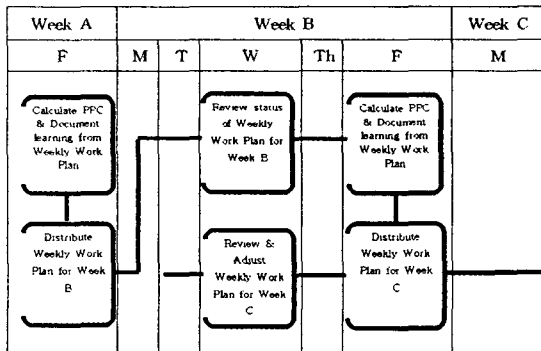 Week A Week B Week C
F M T W Th F M
Calculate PPC
& Document
learning from
Weekly Work
Plan
Review status
of Weekly
Work Plan for
Week B
Calculate PPC
& Document
learning from
Weekly Work
Plan
Distribute
Weekly Work
Plan for Week
B
Review &
Adjust
Weekly Work
Plan for Week
C
Distribute
Weekly Work
Plan for Week
C